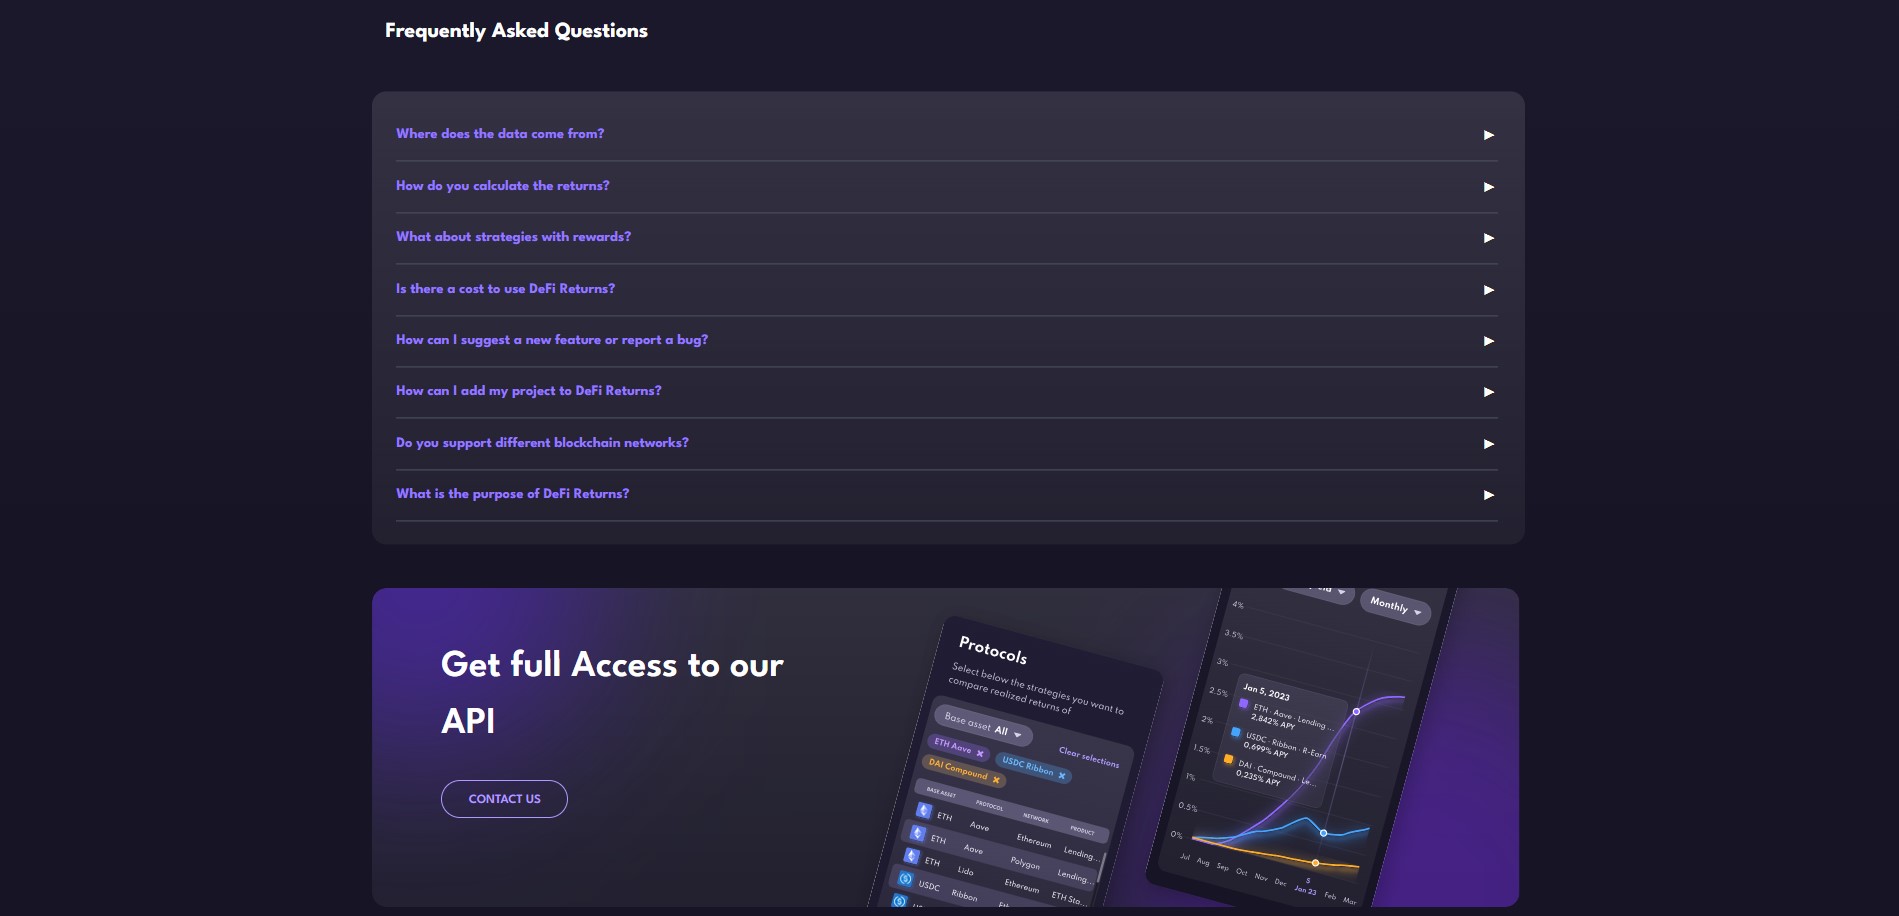 Frequently Asked Questions
Where does the data come from?
How do you calculate the returns?
What about strategies with rewards?
Is there a cost to use DeFi Returns?
How can I suggest a new feature or report a bug?
How can I add my project to DeFi Returns?
Do you support different blockchain networks?
What is the purpose of DeFi Returns?
Get full Access to our
API
CONTACT US
Protocols
Select below the strategies you want to
compare realized returns of
Base asset All
Clear selections
ETH Aave
USDC Ribbon
DAI Compound
BASE ASSET PROTOCOL NETWORK PRODUCT
ETH Aave Ethereum Lending...
ETH Aave Polygon Lending...
ETH Lido Ethereum ETH Sta...
USDC Ribbon
Monthly
4%
3.5%
3%
2.5%
2%
1.5%
1%
0.5%
0%
Jan 5, 2023
ETH · Aave · Lending ...
2.842% APY
USDC · Ribbon · R-Earn
0.699% APY
DAI · Compound · Le...
0.235% APY
Jul Aug Sep Oct Nov Dec 5 Jan 23 Feb Mar